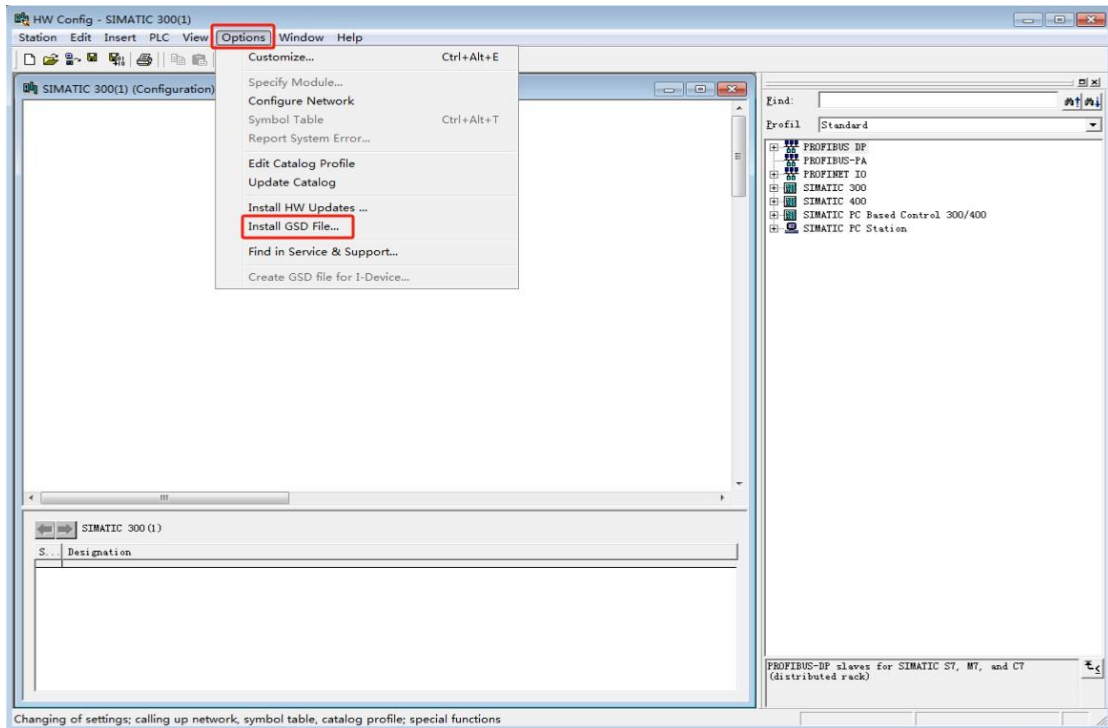 HW Config - SIMATIC 300(1)
Station Edit Insert PLC View Options Window Help
Customize... Ctrl+Alt+E
Specify Module...
Configure Network
Symbol Table Ctrl+Alt+T
Report System Error...
Edit Catalog Profile
Update Catalog
Install HW Updates ...
Install GSD File...
Find in Service & Support...
Create GSD file for I-Device...
SIMATIC 300(1) (Configuration)
SIMATIC 300(1)
S... Designation
Find:
Profil Standard
PROFIBUS DP
PROFIBUS-PA
PROFINET IO
SIMATIC 300
SIMATIC 400
SIMATIC PC Based Control 300/400
SIMATIC PC Station
PROFIBUS-DP slaves for SIMATIC S7, M7, and C7
(distributed rack)
Changing of settings; calling up network, symbol table, catalog profile; special functions